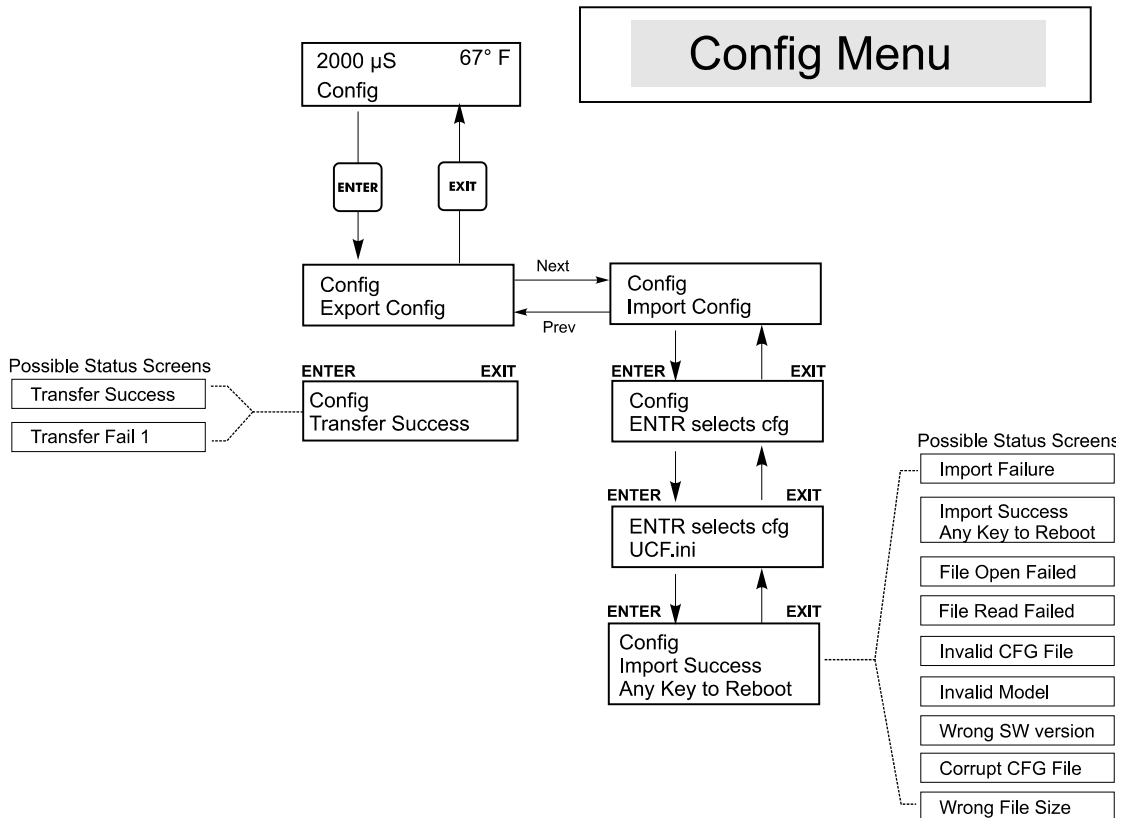 Config Menu
2000 µS 67° F
Config
ENTER EXIT
Config
Export Config
Next
Prev
Config
Import Config
Possible Status Screens
Transfer Success
Transfer Fail 1
ENTER EXIT
Config
Transfer Success
ENTER EXIT
Config
ENTR selects cfg
ENTER EXIT
ENTR selects cfg
UCF.ini
ENTER EXIT
Config
Import Success
Any Key to Reboot
Possible Status Screens
Import Failure
Import Success
Any Key to Reboot
File Open Failed
File Read Failed
Invalid CFG File
Invalid Model
Wrong SW version
Corrupt CFG File
Wrong File Size